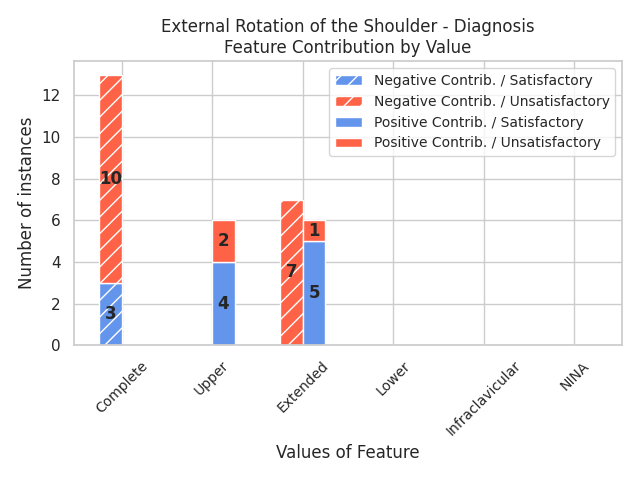 External Rotation of the Shoulder - Diagnosis
Feature Contribution by Value
Negative Contrib. / Satisfactory
Negative Contrib. / Unsatisfactory
Positive Contrib. / Satisfactory
Positive Contrib. / Unsatisfactory
Number of instances
12
10
8
6
4
2
0
10
3
2
4
7
1
5
Complete
Upper
Extended
Lower
Infraclavicular
NINA
Values of Feature